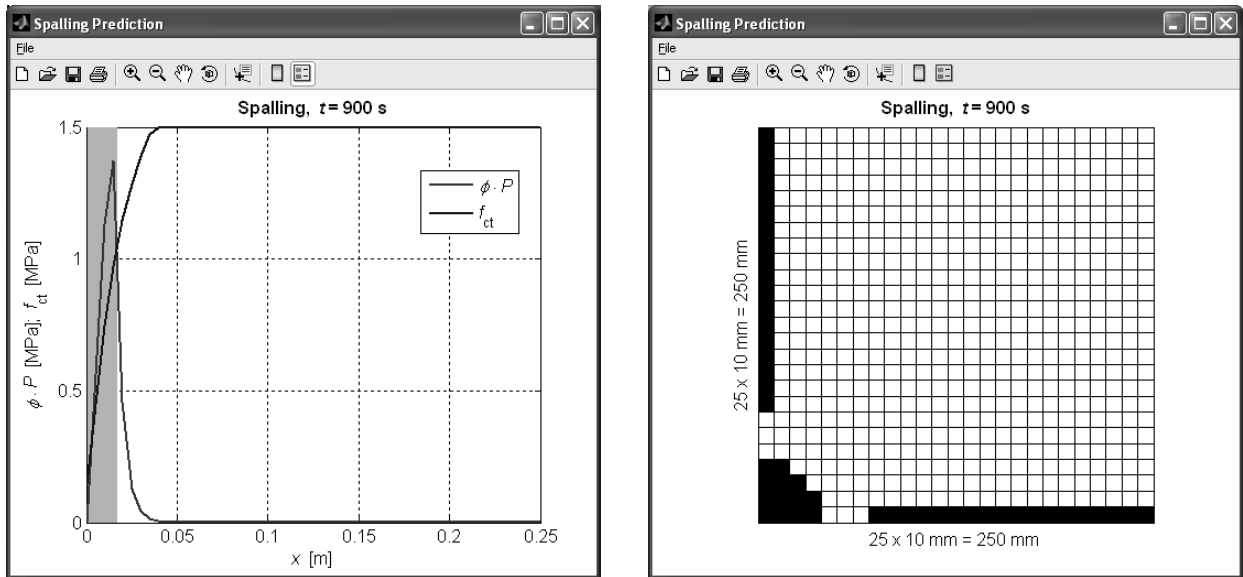 Spalling Prediction
File
Spalling, t = 900 s
1.5
1
0.5
0
ϕ · P [MPa]; fct [MPa]
ϕ · P
fct
0 0.05 0.1 0.15 0.2 0.25
x [m]
Spalling Prediction
File
Spalling, t = 900 s
25 x 10 mm = 250 mm
25 x 10 mm = 250 mm